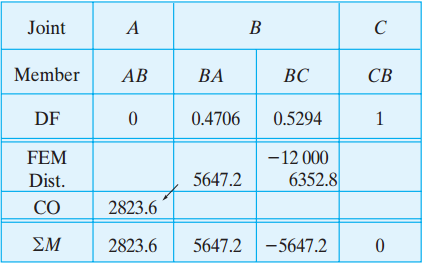 Joint A B C
Member AB BA BC CB
DF 0 0.4706 0.5294 1
FEM −12 000
Dist. 5647.2 6352.8
CO 2823.6
ΣM 2823.6 5647.2 −5647.2 0